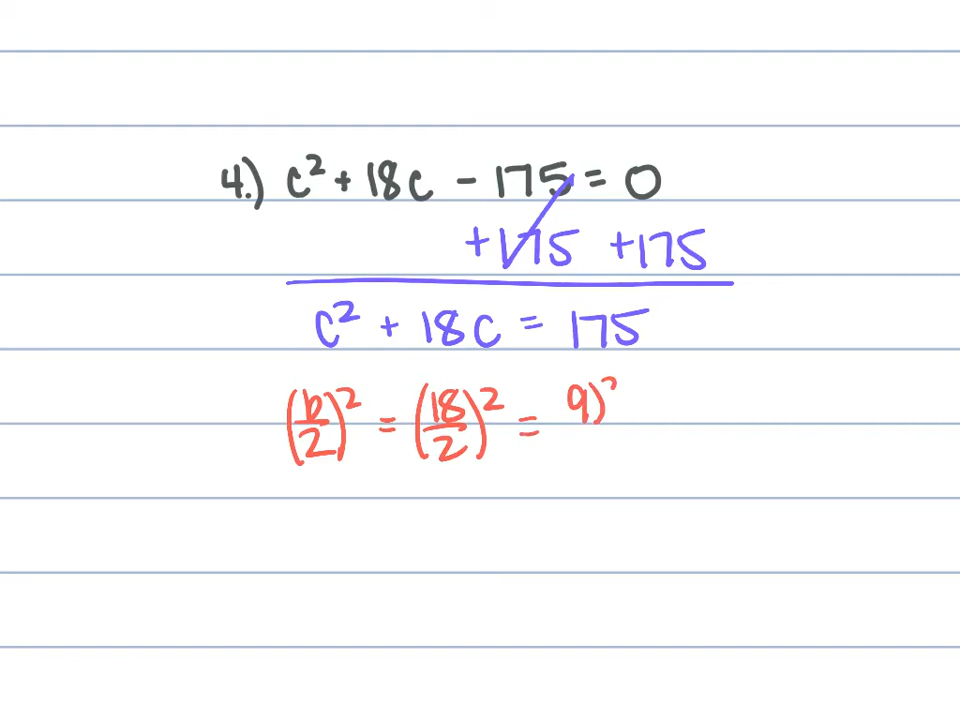 4.) c² + 18c - 175 = 0
+175 +175
c² + 18c = 175
(b/2)² = (18/2)² = 9)²